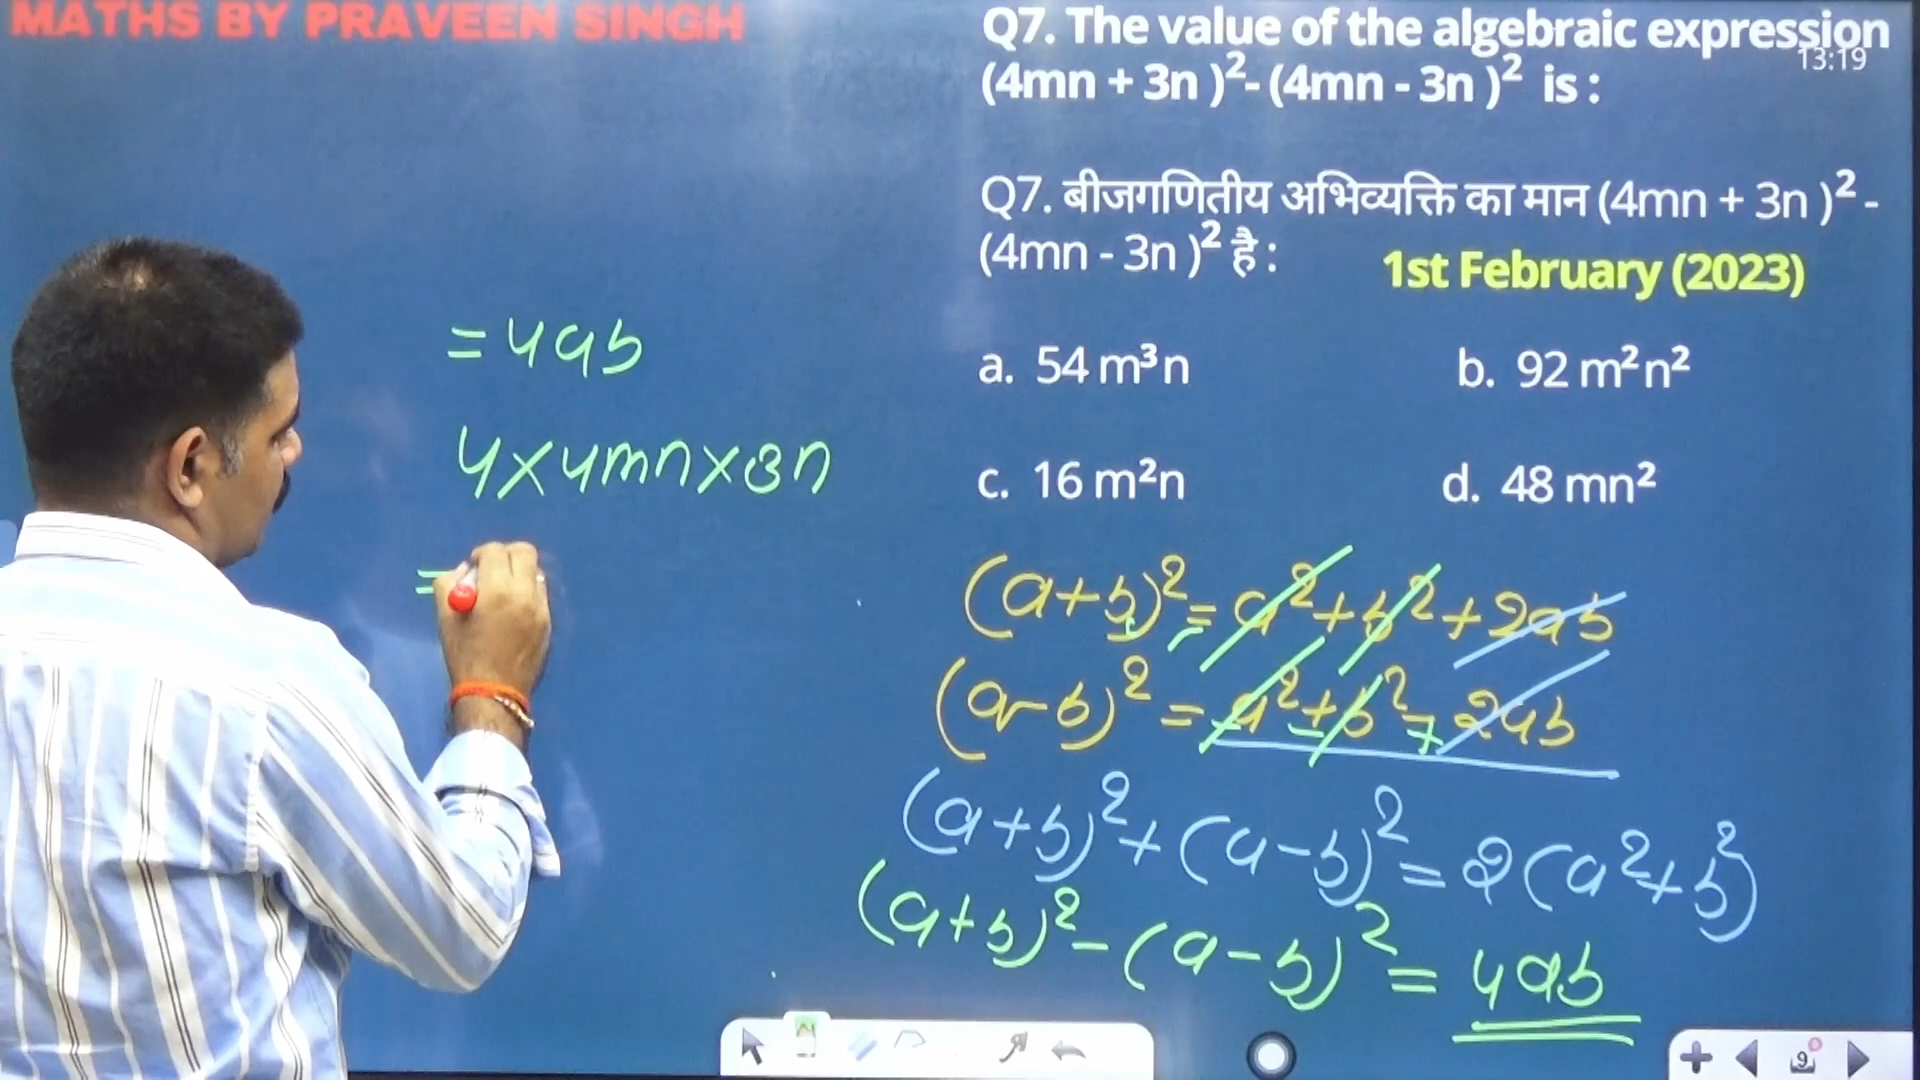 MATHS BY PRAVEEN SINGH
Q7. The value of the algebraic expression
13:19
(4mn + 3n )²- (4mn - 3n )² is :
Q7. बीजगणितीय अभिव्यक्ति का मान (4mn + 3n )² -
(4mn - 3n )² है :
1st February (2023)
a. 54 m³n
b. 92 m²n²
c. 16 m²n
d. 48 mn²
= 4ab
4×4mn×3n
=
(a+b)² = a²+b²+2ab
(a-b)² = a²+b²-2ab
(a+b)²+(a-b)²=2(a²+b²)
(a+b)²-(a-b)²= 4ab
9